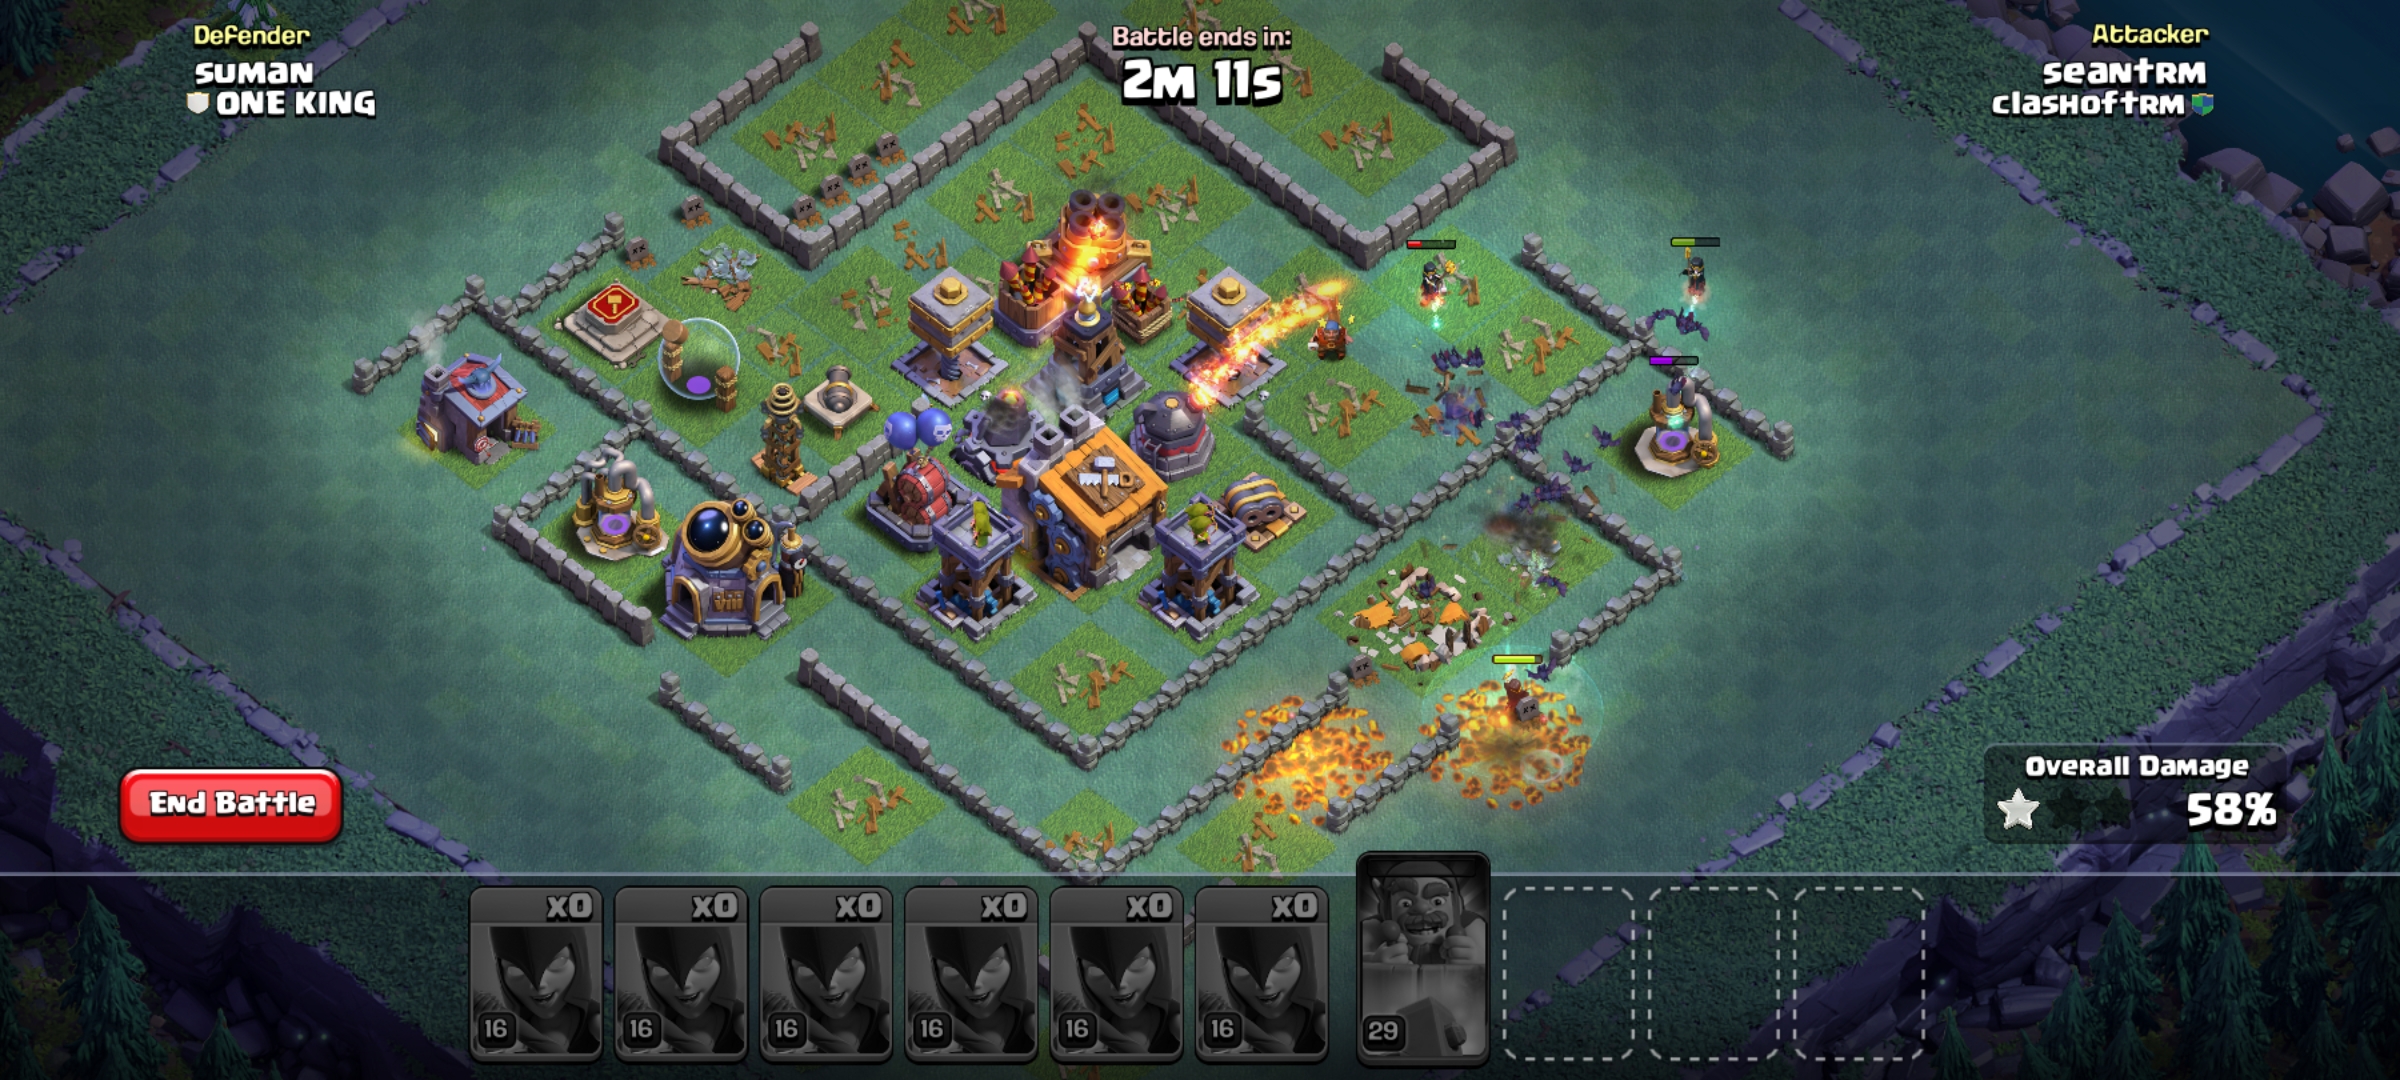 Defender
suman
ONE KING
Battle ends in:
2M 11s
Attacker
seantRM
clashoftRM
VIII
End Battle
Overall Damage
58%
x0
x0
x0
x0
x0
x0
16
16
16
16
16
16
29